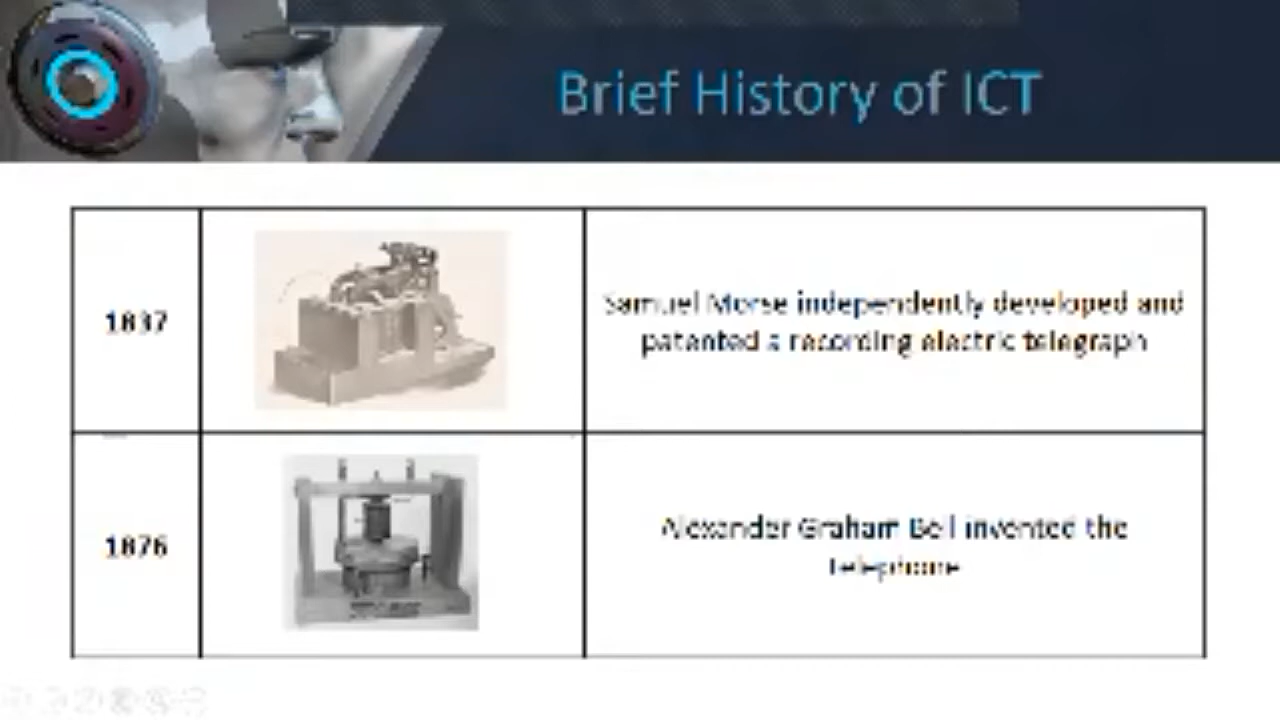 Brief History of ICT
1837
Samuel Morse independently developed and
patented a recording electric telegraph
1876
Alexander Graham Bell invented the
telephone